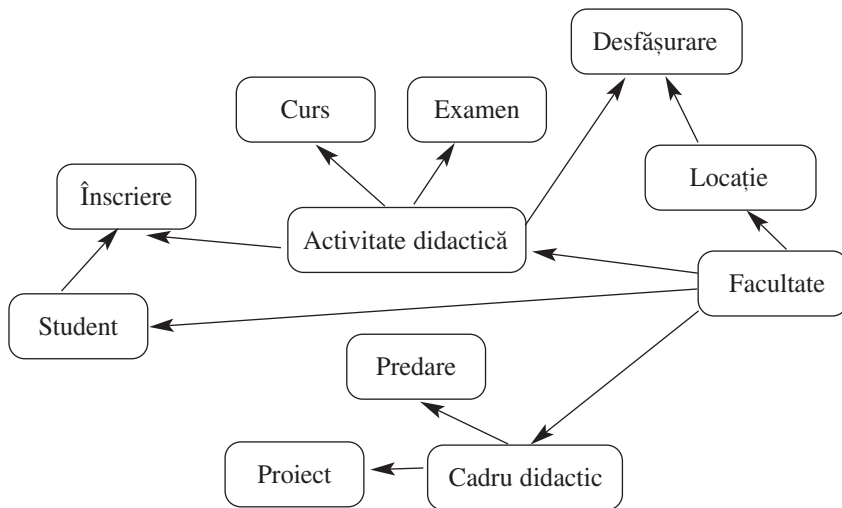 Desfășurare
Curs
Examen
Înscriere
Locație
Activitate didactică
Facultate
Student
Predare
Proiect
Cadru didactic